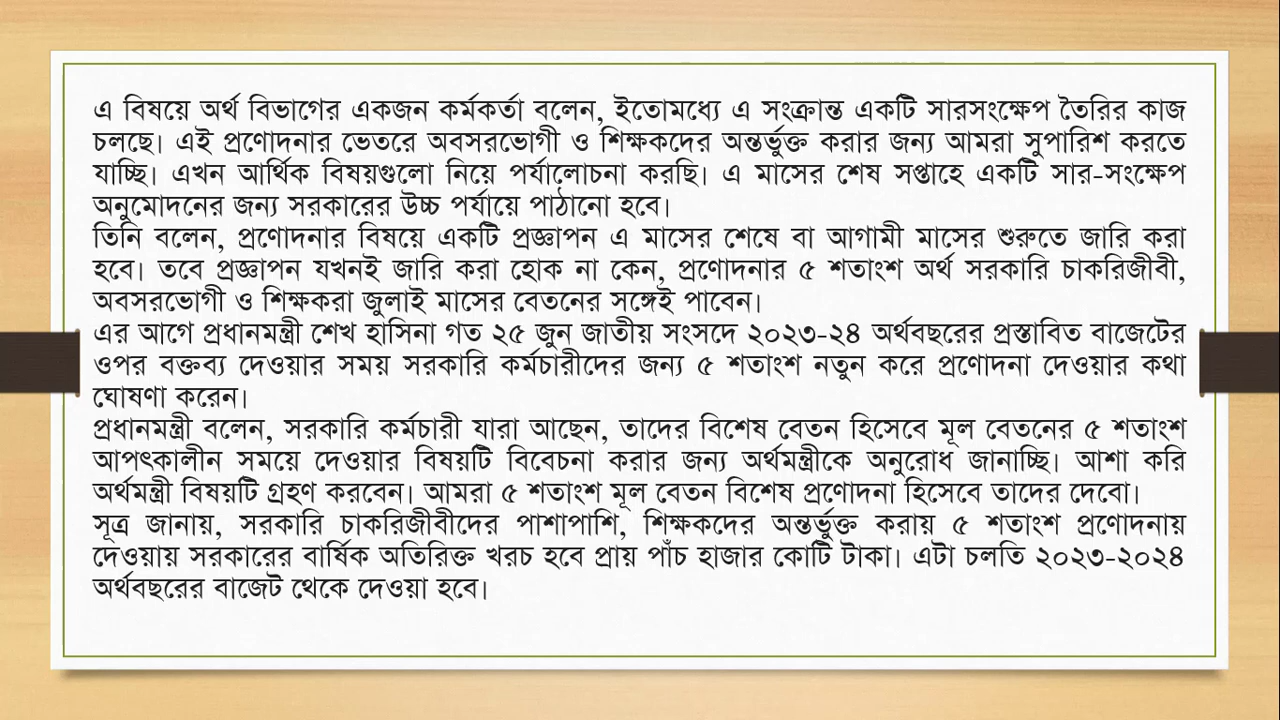 এ বিষয়ে অর্থ বিভাগের একজন কর্মকর্তা বলেন, ইতোমধ্যে এ সংক্রান্ত একটি সারসংক্ষেপ তৈরির কাজ
চলছে। এই প্রণোদনার ভেতরে অবসরভোগী ও শিক্ষকদের অন্তর্ভুক্ত করার জন্য আমরা সুপারিশ করতে
যাচ্ছি। এখন আর্থিক বিষয়গুলো নিয়ে পর্যালোচনা করছি। এ মাসের শেষ সপ্তাহে একটি সার-সংক্ষেপ
অনুমোদনের জন্য সরকারের উচ্চ পর্যায়ে পাঠানো হবে।
তিনি বলেন, প্রণোদনার বিষয়ে একটি প্রজ্ঞাপন এ মাসের শেষে বা আগামী মাসের শুরুতে জারি করা
হবে। তবে প্রজ্ঞাপন যখনই জারি করা হোক না কেন, প্রণোদনার ৫ শতাংশ অর্থ সরকারি চাকরিজীবী,
অবসরভোগী ও শিক্ষকরা জুলাই মাসের বেতনের সঙ্গেই পাবেন।
এর আগে প্রধানমন্ত্রী শেখ হাসিনা গত ২৫ জুন জাতীয় সংসদে ২০২৩-২৪ অর্থবছরের প্রস্তাবিত বাজেটের
ওপর বক্তব্য দেওয়ার সময় সরকারি কর্মচারীদের জন্য ৫ শতাংশ নতুন করে প্রণোদনা দেওয়ার কথা
ঘোষণা করেন।
প্রধানমন্ত্রী বলেন, সরকারি কর্মচারী যারা আছেন, তাদের বিশেষ বেতন হিসেবে মূল বেতনের ৫ শতাংশ
আপৎকালীন সময়ে দেওয়ার বিষয়টি বিবেচনা করার জন্য অর্থমন্ত্রীকে অনুরোধ জানাচ্ছি। আশা করি
অর্থমন্ত্রী বিষয়টি গ্রহণ করবেন। আমরা ৫ শতাংশ মূল বেতন বিশেষ প্রণোদনা হিসেবে তাদের দেবো।
সূত্র জানায়, সরকারি চাকরিজীবীদের পাশাপাশি, শিক্ষকদের অন্তর্ভুক্ত করায় ৫ শতাংশ প্রণোদনায়
দেওয়ায় সরকারের বার্ষিক অতিরিক্ত খরচ হবে প্রায় পাঁচ হাজার কোটি টাকা। এটা চলতি ২০২৩-২০২৪
অর্থবছরের বাজেট থেকে দেওয়া হবে।